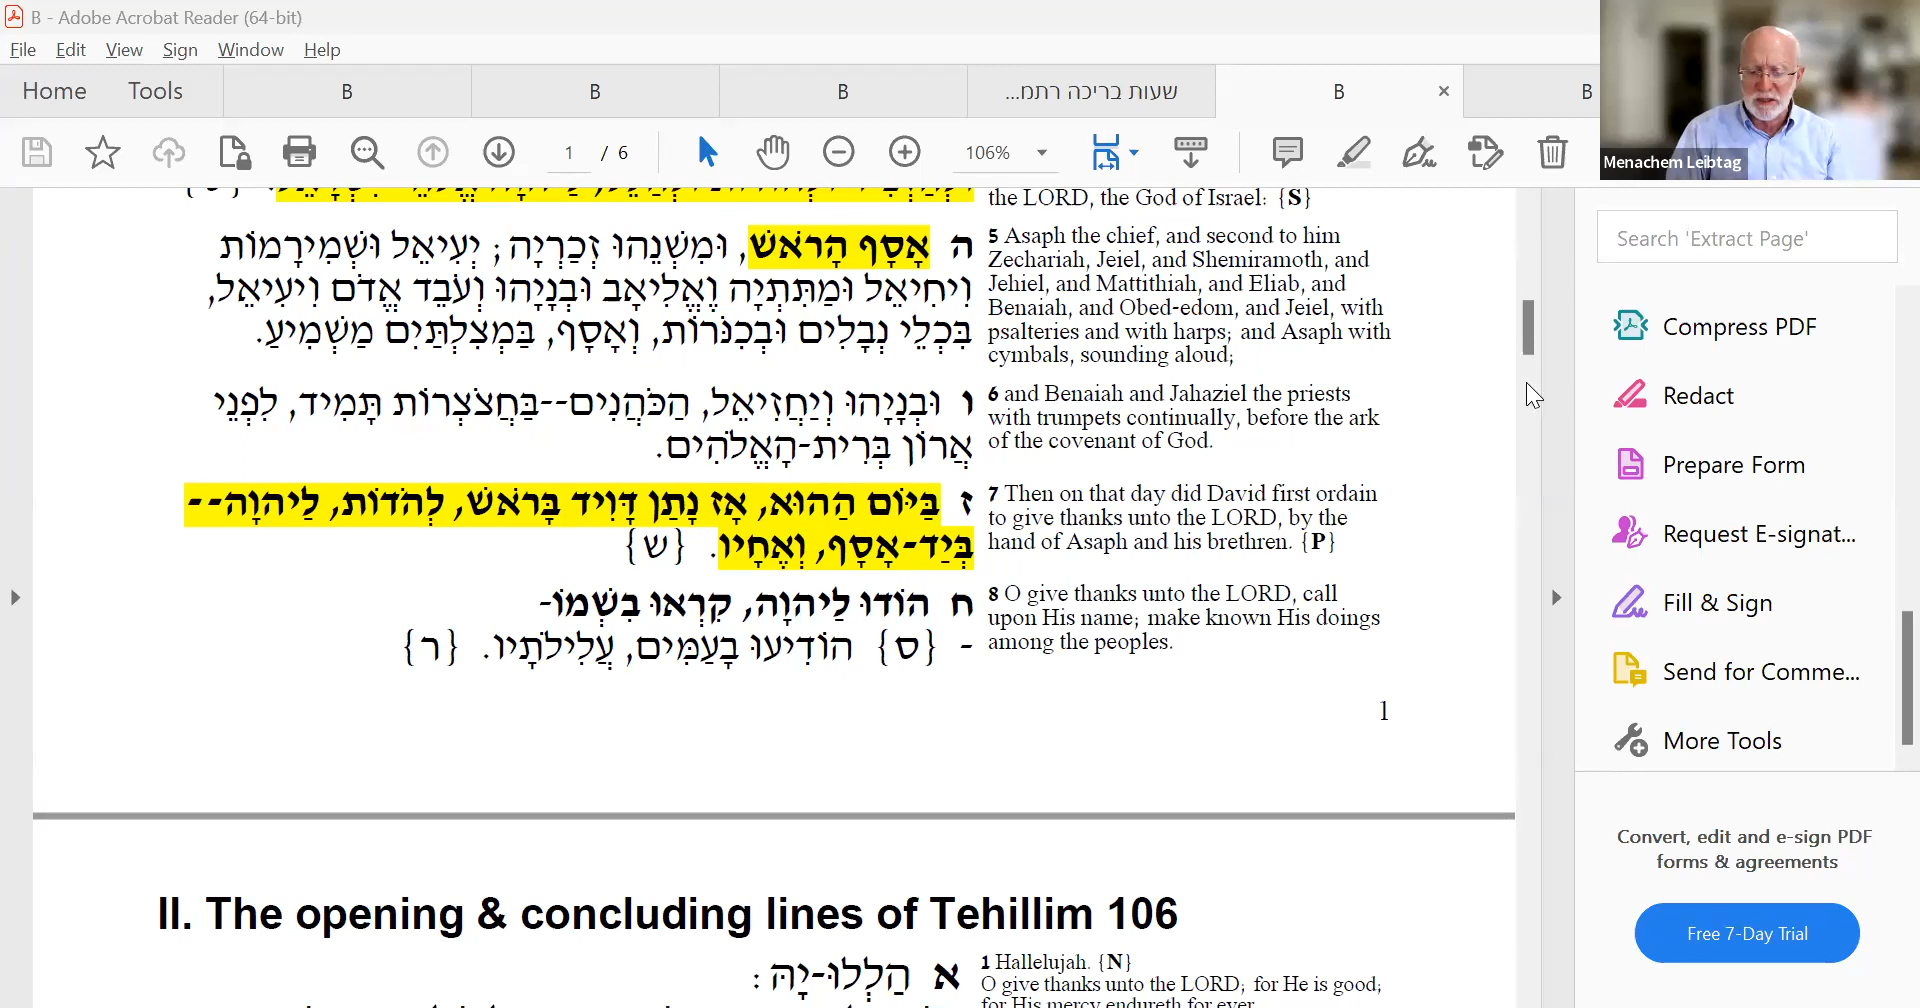 B - Adobe Acrobat Reader (64-bit)
File Edit View Sign Window Help
Home Tools B B B שעות בריכה רתמ... B × B
1 / 6 106%
Menachem Leibtag
the LORD, the God of Israel: {S}
ה אָסָף הָרֹאשׁ, וּמִשְׁנֵהוּ זְכַרְיָה; יְעִיאֵל וּשְׁמִירָמוֹת
וִיחִיאֵל וּמַתִּתְיָה וֶאֱלִיאָב וּבְנָיָהוּ וְעֹבֵד אֱדֹם וִיעִיאֵל,
בִּכְלֵי נְבָלִים וּבְכִנֹּרוֹת, וְאָסָף, בַּמְצִלְתַּיִם מַשְׁמִיעַ.
5 Asaph the chief, and second to him
Zechariah, Jeiel, and Shemiramoth, and
Jehiel, and Mattithiah, and Eliab, and
Benaiah, and Obed-edom, and Jeiel, with
psalteries and with harps; and Asaph with
cymbals, sounding aloud;
ו וּבְנָיָהוּ וְיַחֲזִיאֵל, הַכֹּהֲנִים--בַּחֲצֹצְרוֹת תָּמִיד, לִפְנֵי
אֲרוֹן בְּרִית-הָאֱלֹהִים.
6 and Benaiah and Jahaziel the priests
with trumpets continually, before the ark
of the covenant of God.
ז בַּיּוֹם הַהוּא, אָז נָתַן דָּוִיד בָּרֹאשׁ, לְהֹדוֹת, לַיהוָה--
בְּיַד-אָסָף, וְאֶחָיו. {ש}
7 Then on that day did David first ordain
to give thanks unto the LORD, by the
hand of Asaph and his brethren. {P}
ח הוֹדוּ לַיהוָה, קִרְאוּ בִשְׁמוֹ-
- {ס} הוֹדִיעוּ בָעַמִּים, עֲלִילֹתָיו. {ר}
8 O give thanks unto the LORD, call
upon His name; make known His doings
among the peoples.
1
II. The opening & concluding lines of Tehillim 106
א הַלְלוּ-יָהּ:
1 Hallelujah. {N}
O give thanks unto the LORD; for He is good;
for His mercy endureth for ever
Search 'Extract Page'
Compress PDF
Redact
Prepare Form
Request E-signat...
Fill & Sign
Send for Comme...
More Tools
Convert, edit and e-sign PDF
forms & agreements
Free 7-Day Trial